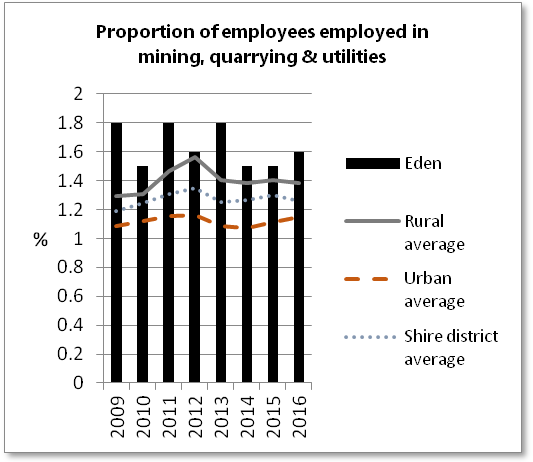 Proportion of employees employed in
mining, quarrying & utilities
2
1.8
1.6
1.4
1.2
1
0.8
0.6
0.4
0.2
0
%
2009
2010
2011
2012
2013
2014
2015
2016
Eden
Rural
average
Urban
average
Shire district
average